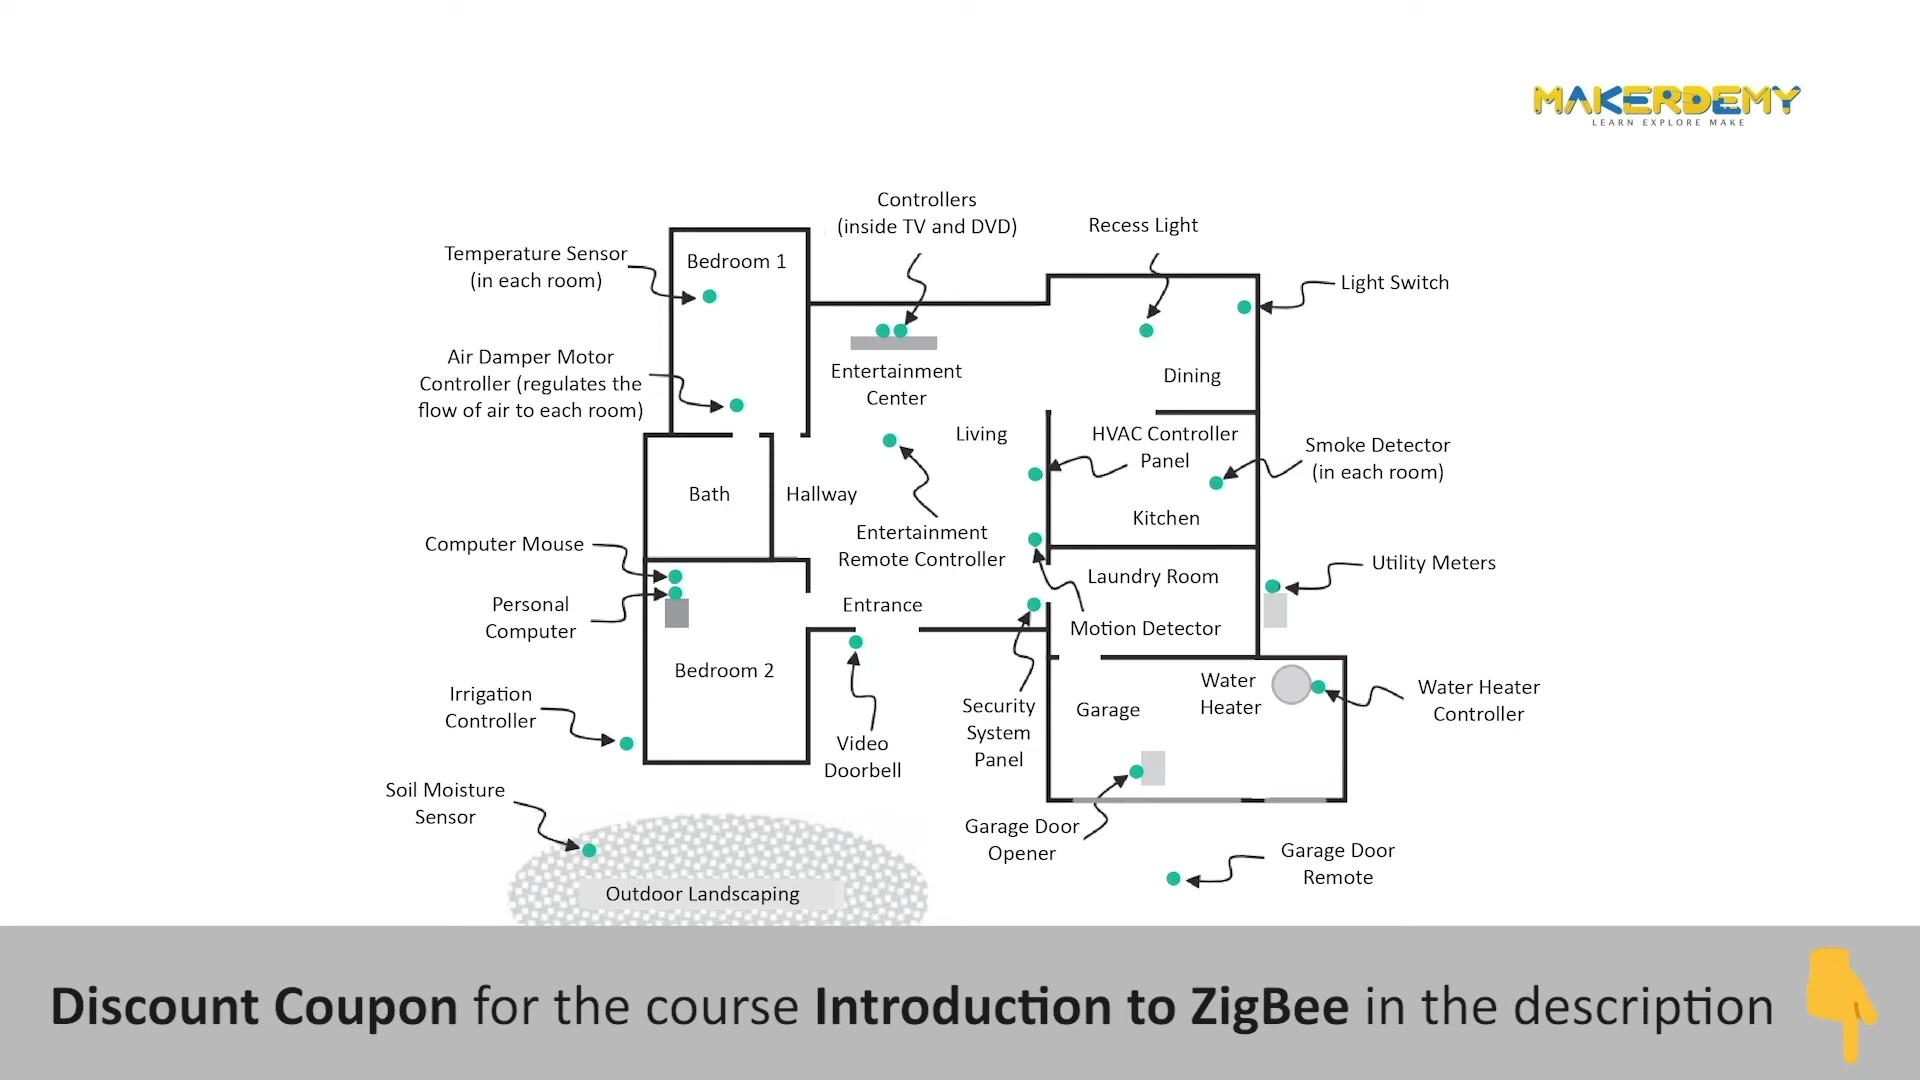 MAKERDEMY
LEARN EXPLORE MAKE
Controllers
(inside TV and DVD)
Recess Light
Temperature Sensor
(in each room)
Bedroom 1
Light Switch
Air Damper Motor
Controller (regulates the
flow of air to each room)
Entertainment
Center
Dining
Living
HVAC Controller
Panel
Smoke Detector
(in each room)
Bath
Hallway
Kitchen
Entertainment
Remote Controller
Computer Mouse
Laundry Room
Utility Meters
Personal
Computer
Entrance
Motion Detector
Bedroom 2
Water
Heater
Water Heater
Controller
Irrigation
Controller
Security
System
Panel
Garage
Video
Doorbell
Soil Moisture
Sensor
Garage Door
Opener
Garage Door
Remote
Outdoor Landscaping
Discount Coupon for the course Introduction to ZigBee in the description